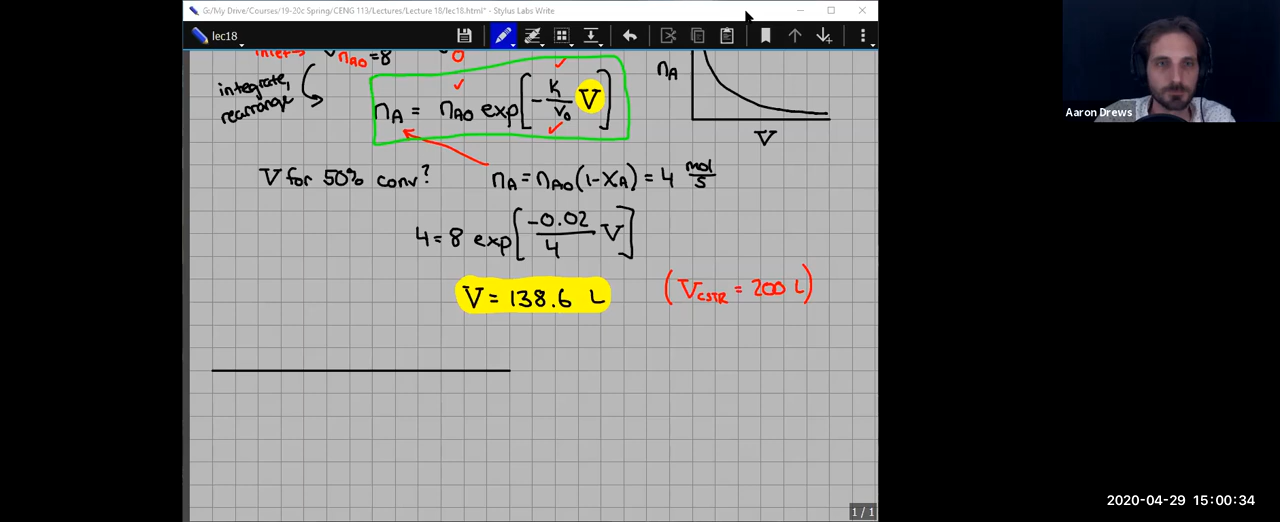 G:/My Drive/Courses/19-20c Spring/CENG 113/Lectures/Lecture 18/lec18.html* - Stylus Labs Write
lec18
n_A0 = 8
0
integrate,
rearrange
n_A = n_A0 exp[-k/v_0 V]
n_A
V
V for 50% conv?
n_A = n_A0 (1-X_A) = 4 mol/s
4 = 8 exp[-0.02/4 V]
V = 138.6 L
(V_CSTR = 200 L)
1 / 1
Aaron Drews
2020-04-29 15:00:34